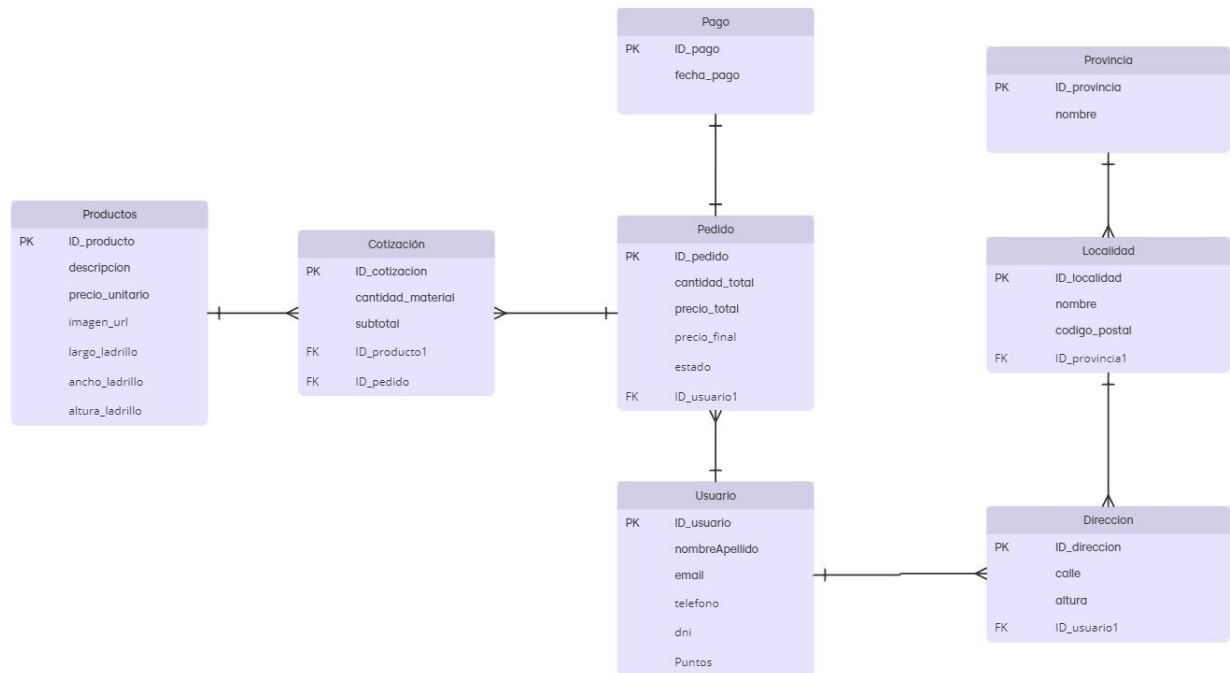 Pago
PK ID_pago
fecha_pago
Provincia
PK ID_provincia
nombre
Productos
PK ID_producto
descripcion
precio_unitario
imagen_url
largo_ladrillo
ancho_ladrillo
altura_ladrillo
Cotización
PK ID_cotizacion
cantidad_material
subtotal
FK ID_producto1
FK ID_pedido
Pedido
PK ID_pedido
cantidad_total
precio_total
precio_final
estado
FK ID_usuario1
Localidad
PK ID_localidad
nombre
codigo_postal
FK ID_provincia1
Usuario
PK ID_usuario
nombreApellido
email
telefono
dni
Puntos
Direccion
PK ID_direccion
calle
altura
FK ID_usuario1